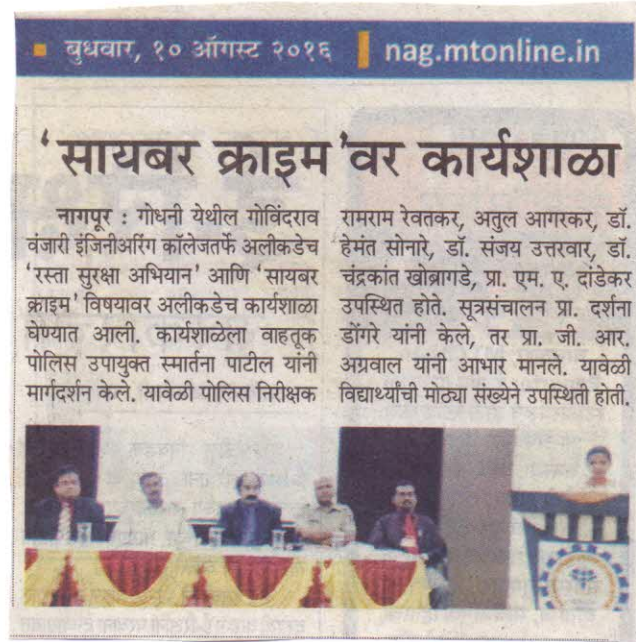 ▪ बुधवार, १० ऑगस्ट २०१६ | nag.mtonline.in
‘सायबर क्राइम’वर कार्यशाळा
नागपूर : गोधनी येथील गोविंदराव
वंजारी इंजिनीअरिंग कॉलेजतर्फे अलीकडेच
‘रस्ता सुरक्षा अभियान’ आणि ‘सायबर
क्राइम’ विषयावर अलीकडेच कार्यशाळा
घेण्यात आली. कार्यशाळेला वाहतूक
पोलिस उपायुक्त स्मार्तना पाटील यांनी
मार्गदर्शन केले. यावेळी पोलिस निरीक्षक
रामराम रेवतकर, अतुल आगरकर, डॉ.
हेमंत सोनारे, डॉ. संजय उत्तरवार, डॉ.
चंद्रकांत खोब्रागडे, प्रा. एम. ए. दांडेकर
उपस्थित होते. सूत्रसंचालन प्रा. दर्शना
डोंगरे यांनी केले, तर प्रा. जी. आर.
अग्रवाल यांनी आभार मानले. यावेळी
विद्यार्थ्यांची मोठ्या संख्येने उपस्थिती होती.